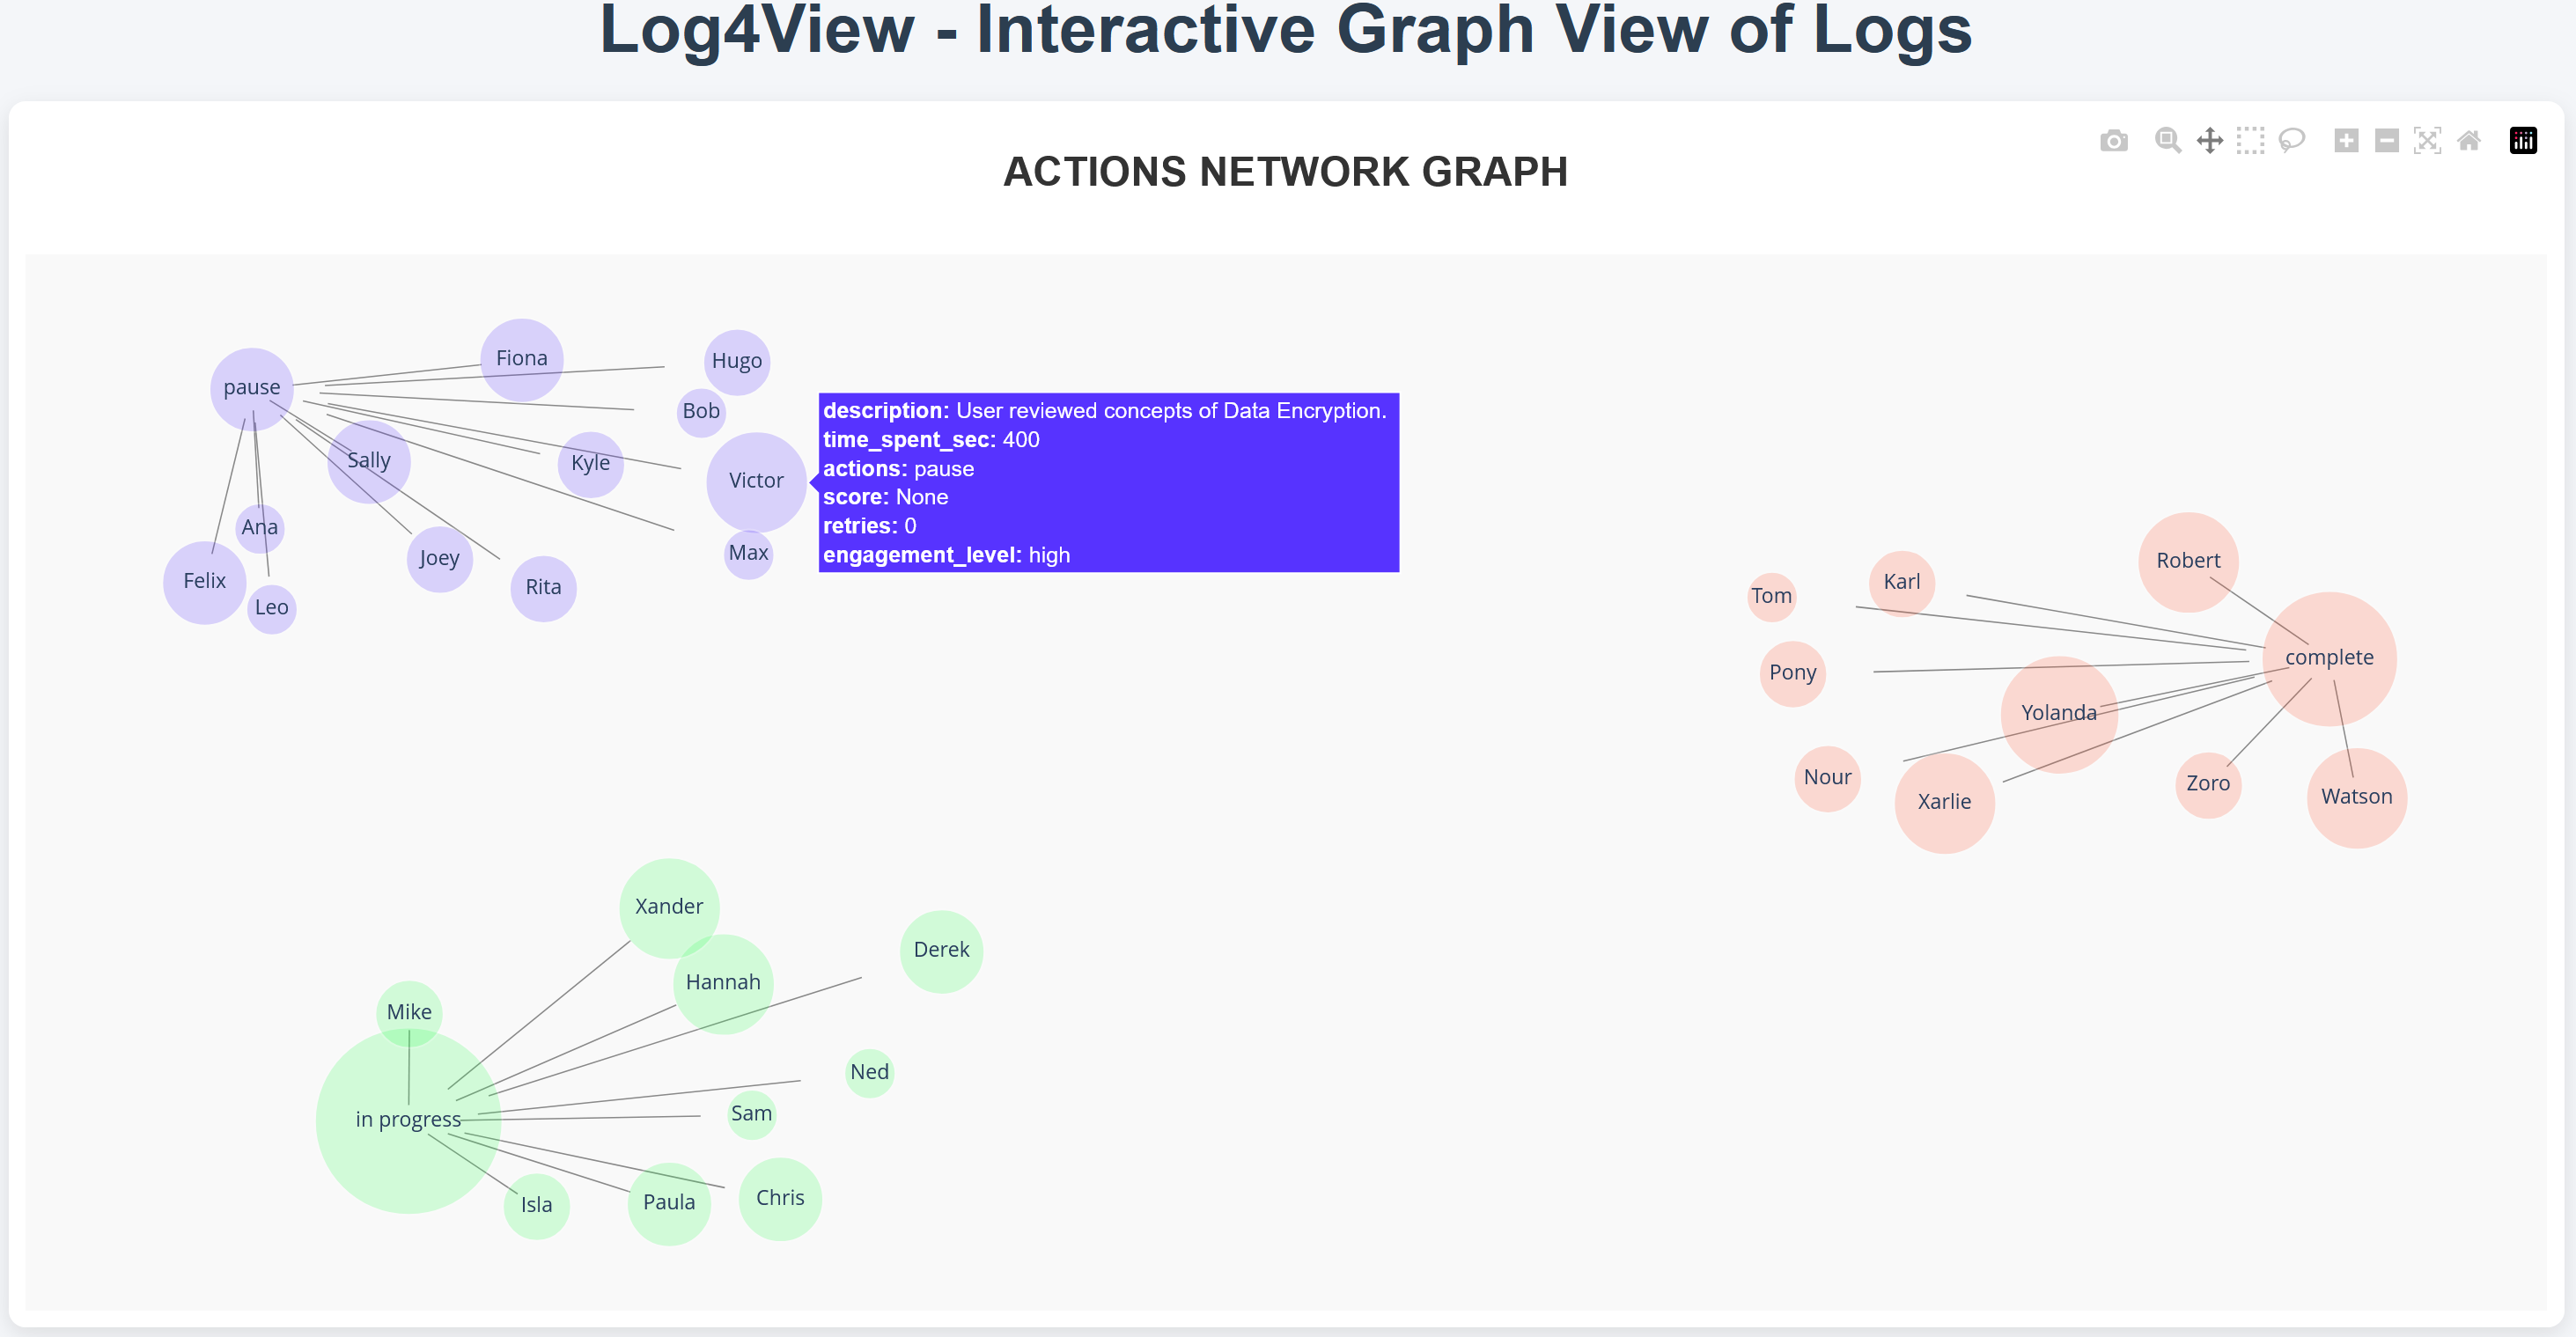 Log4View - Interactive Graph View of Logs
ACTIONS NETWORK GRAPH
Fiona
Hugo
pause
Bob
description: User reviewed concepts of Data Encryption.
time_spent_sec: 400
actions: pause
score: None
retries: 0
engagement_level: high
Sally
Kyle
Victor
Ana
Max
Joey
Felix
Rita
Leo
Robert
Karl
Tom
complete
Pony
Yolanda
Nour
Zoro
Watson
Xarlie
Xander
Derek
Hannah
Mike
Ned
Sam
in progress
Chris
Paula
Isla